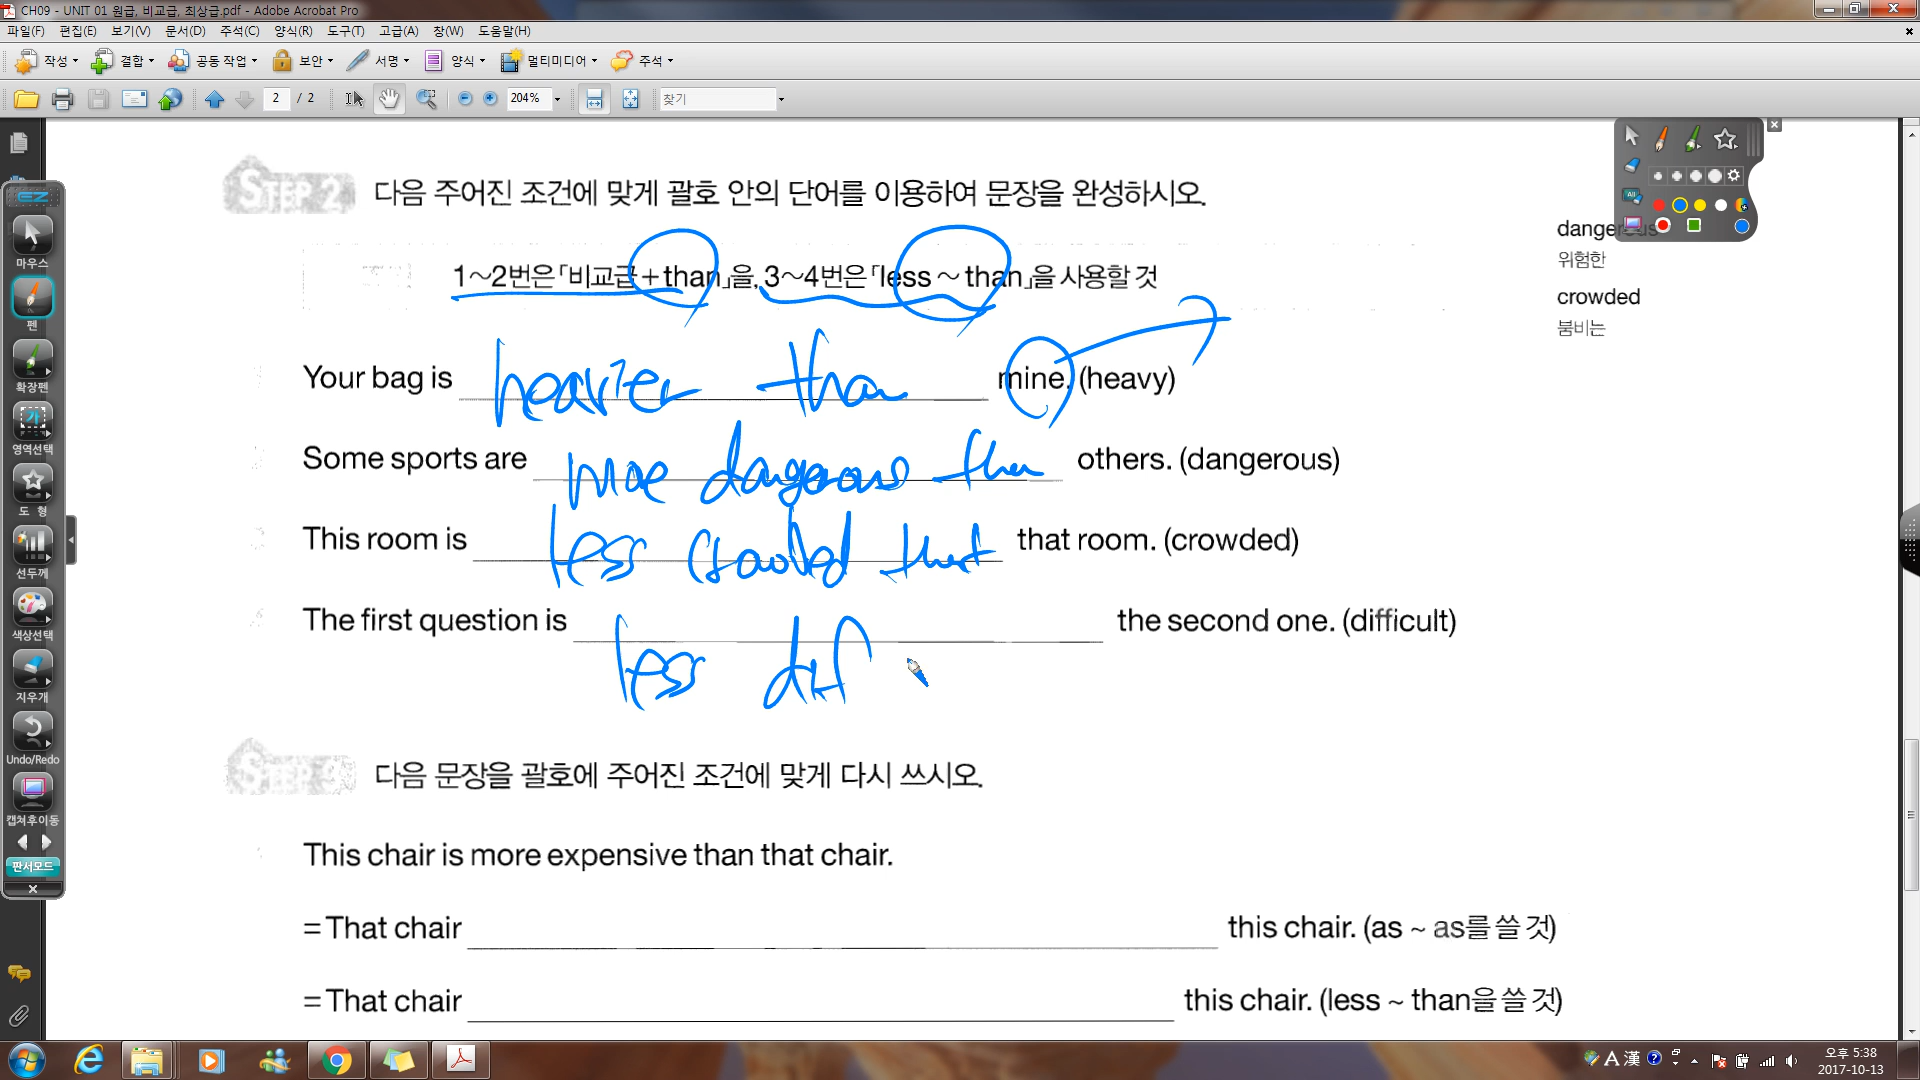 CH09 - UNIT 01 원급, 비교급, 최상급.pdf - Adobe Acrobat Pro
파일(F) 편집(E) 보기(V) 문서(D) 주석(C) 양식(R) 도구(T) 고급(A) 창(W) 도움말(H)
작성 결합 공동 작업 보안 서명 양식 멀티미디어 주석
2 / 2 204% 찾기
STEP 2 다음 주어진 조건에 맞게 괄호 안의 단어를 이용하여 문장을 완성하시오.
dangerous
위험한
crowded
붐비는
1~2번은 「비교급+than」을, 3~4번은 「less ~ than」을 사용할 것
Your bag is heavier than mine. (heavy)
Some sports are more dangerous than others. (dangerous)
This room is less crowded that room. (crowded)
The first question is less dif the second one. (difficult)
STEP 3 다음 문장을 괄호에 주어진 조건에 맞게 다시 쓰시오.
This chair is more expensive than that chair.
= That chair this chair. (as ~ as를 쓸 것)
= That chair this chair. (less ~ than을 쓸 것)
EZ
마우스
펜
확장펜
가
영역선택
도 형
선두께
색상선택
지우개
Undo/Redo
캡쳐후이동
판서모드
All
A 漢
오후 5:38
2017-10-13